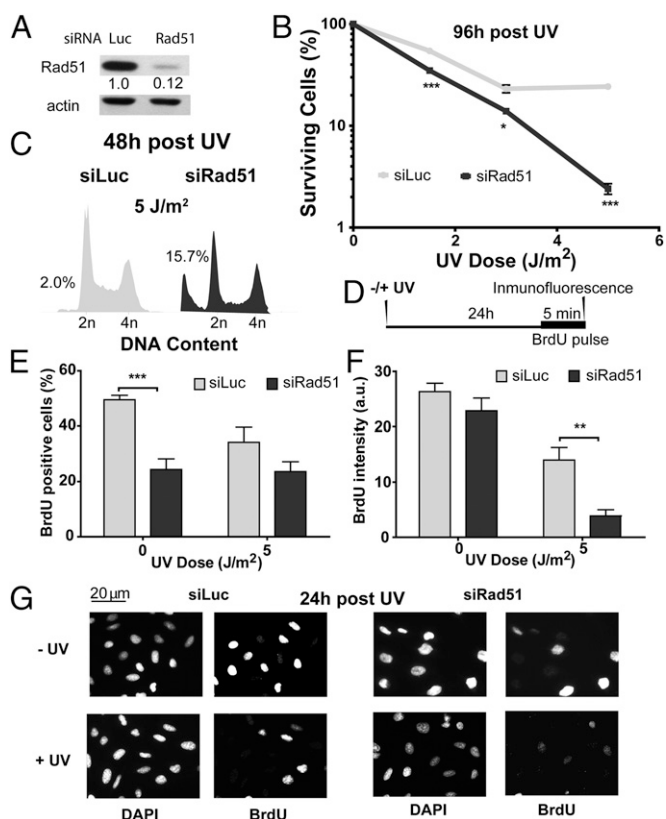 A
siRNA Luc Rad51
Rad51
1.0 0.12
actin
B
96h post UV
Surviving Cells (%)
100
10
1
siLuc siRad51
***
*
***
0 2 4 6
UV Dose (J/m²)
C
48h post UV
siLuc siRad51
5 J/m²
2.0%
15.7%
2n 4n 2n 4n
DNA Content
D
-/+ UV
Inmunofluorescence
24h 5 min
BrdU pulse
E
BrdU positive cells (%)
60
40
20
0
siLuc siRad51
***
0 5
UV Dose (J/m²)
F
BrdU intensity (a.u.)
30
20
10
0
siLuc siRad51
**
0 5
UV Dose (J/m²)
G
20 µm
siLuc 24h post UV siRad51
- UV
+ UV
DAPI BrdU DAPI BrdU